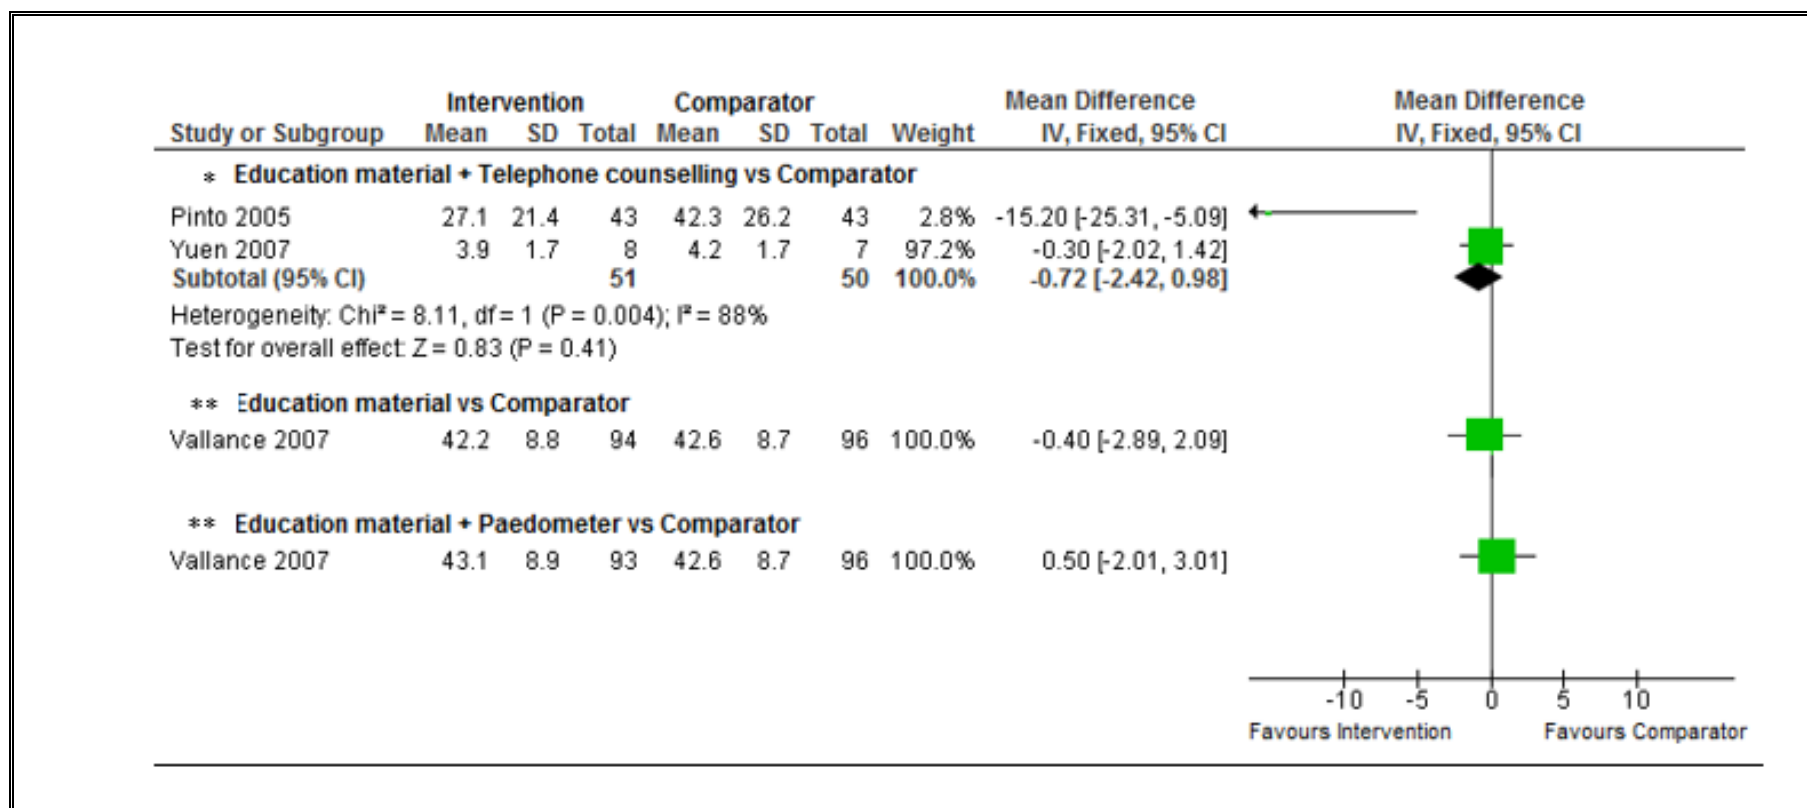 Intervention Comparator Mean Difference Mean Difference
Study or Subgroup Mean SD Total Mean SD Total Weight IV, Fixed, 95% CI IV, Fixed, 95% CI
* Education material + Telephone counselling vs Comparator
Pinto 2005 27.1 21.4 43 42.3 26.2 43 2.8% -15.20 [-25.31, -5.09]
Yuen 2007 3.9 1.7 8 4.2 1.7 7 97.2% -0.30 [-2.02, 1.42]
Subtotal (95% CI) 51 50 100.0% -0.72 [-2.42, 0.98]
Heterogeneity: Chi² = 8.11, df = 1 (P = 0.004); I² = 88%
Test for overall effect: Z = 0.83 (P = 0.41)
** Education material vs Comparator
Vallance 2007 42.2 8.8 94 42.6 8.7 96 100.0% -0.40 [-2.89, 2.09]
** Education material + Paedometer vs Comparator
Vallance 2007 43.1 8.9 93 42.6 8.7 96 100.0% 0.50 [-2.01, 3.01]
-10 -5 0 5 10
Favours Intervention Favours Comparator